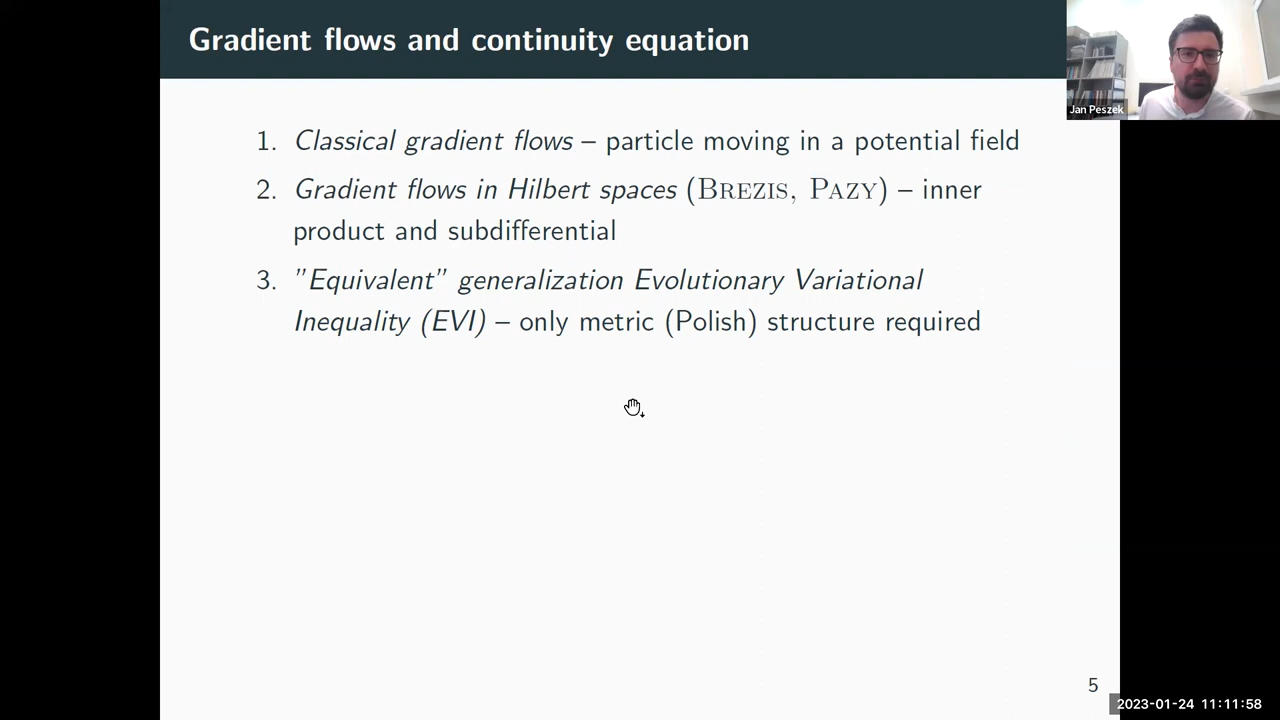 Gradient flows and continuity equation
Jan Peszek
1. Classical gradient flows – particle moving in a potential field
2. Gradient flows in Hilbert spaces (Brezis, Pazy) – inner
product and subdifferential
3. ”Equivalent” generalization Evolutionary Variational
Inequality (EVI) – only metric (Polish) structure required
5
2023-01-24 11:11:58